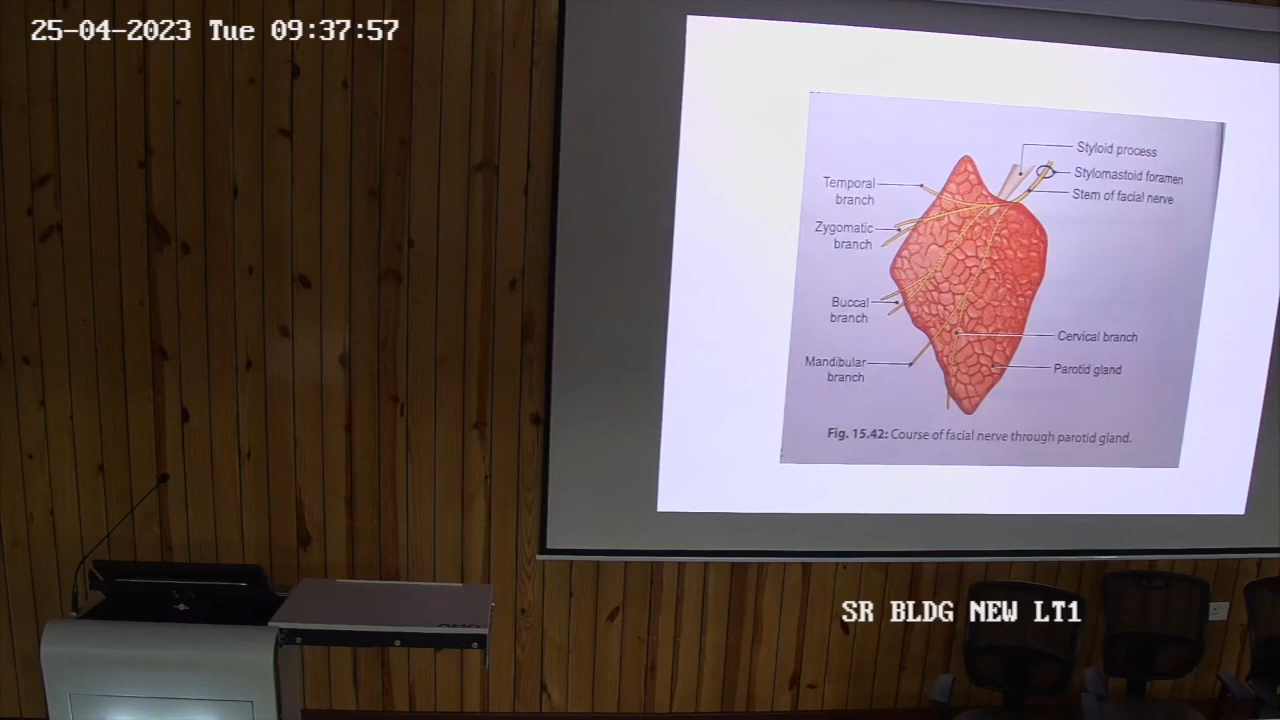 25-04-2023 Tue 09:37:57
Styloid process
Stylomastoid foramen
Stem of facial nerve
Temporal
branch
Zygomatic
branch
Buccal
branch
Mandibular
branch
Cervical branch
Parotid gland
Fig. 15.42: Course of facial nerve through parotid gland.
SR BLDG NEW LT1